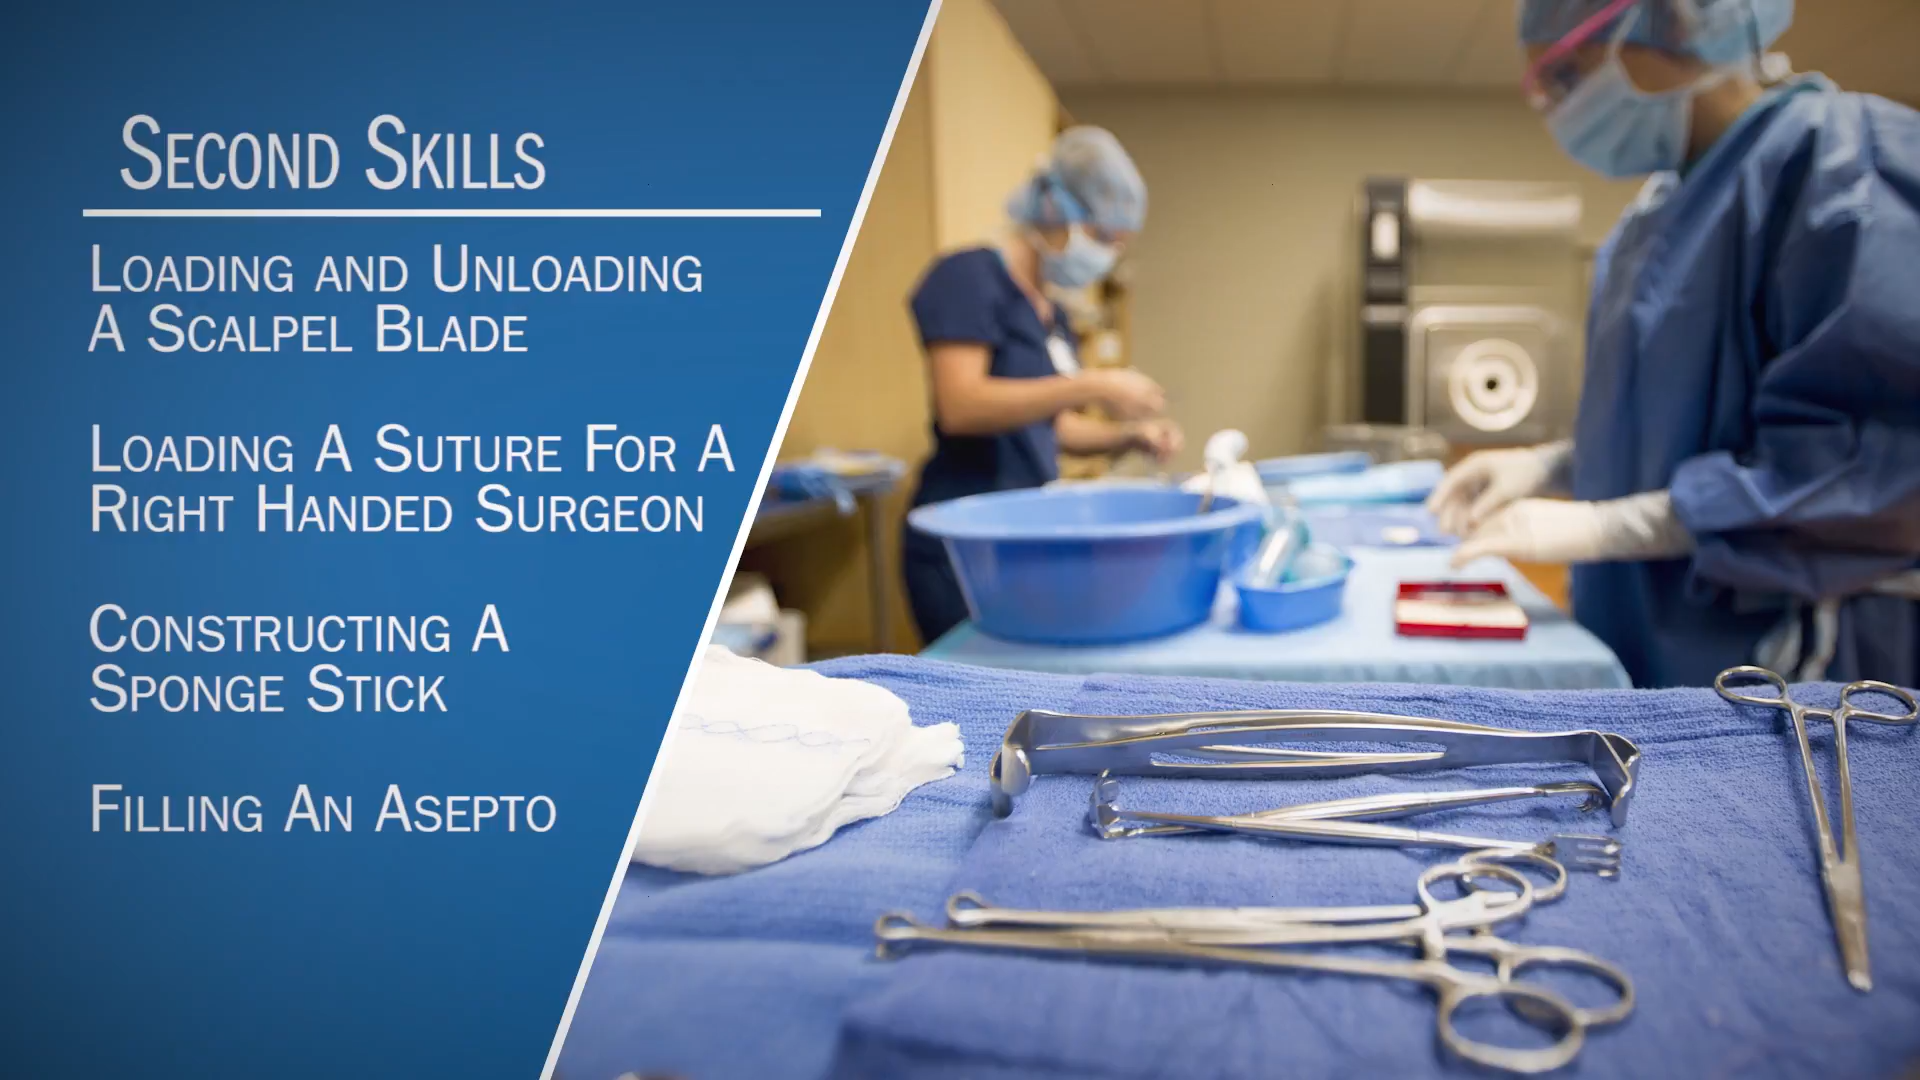 Second Skills
Loading and Unloading
A Scalpel Blade
Loading A Suture For A
Right Handed Surgeon
Constructing A
Sponge Stick
Filling An Asepto